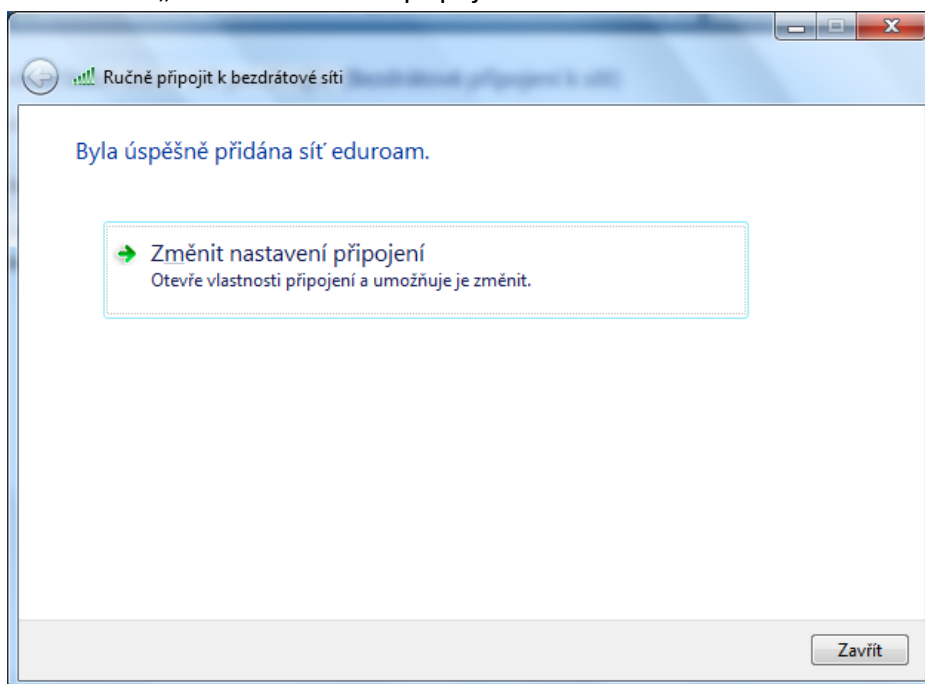 Ručně připojit k bezdrátové síti
Byla úspěšně přidána síť eduroam.
Změnit nastavení připojení
Otevře vlastnosti připojení a umožňuje je změnit.
Zavřít